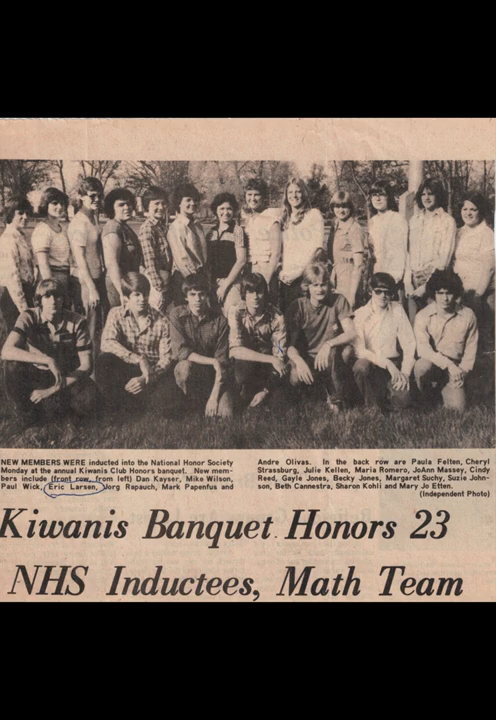 NEW MEMBERS WERE inducted into the National Honor Society
Monday at the annual Kiwanis Club Honors banquet. New mem-
bers include (front row, from left) Dan Kayser, Mike Wilson,
Paul Wick, Eric Larsen, Jorg Rapauch, Mark Papenfus and
Andre Olivas. In the back row are Paula Felten, Cheryl
Strassburg, Julie Kellen, Maria Romero, JoAnn Massey, Cindy
Reed, Gayle Jones, Becky Jones, Margaret Suchy, Suzie John-
son, Beth Cannestra, Sharon Kohli and Mary Jo Etten.
(Independent Photo)
Kiwanis Banquet Honors 23
NHS Inductees, Math Team